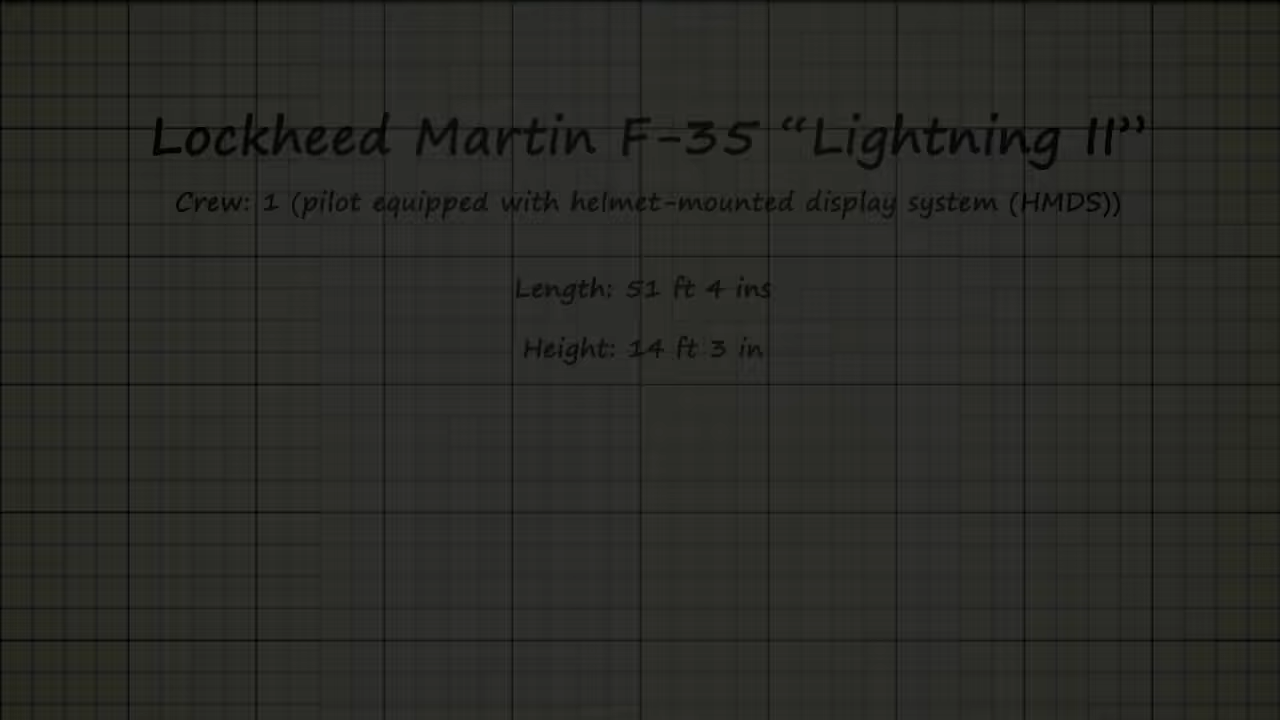 Lockheed Martin F-35 “Lightning II”
Crew: 1 (pilot equipped with helmet-mounted display system (HMDS))
Length: 51 ft 4 ins
Height: 14 ft 3 in